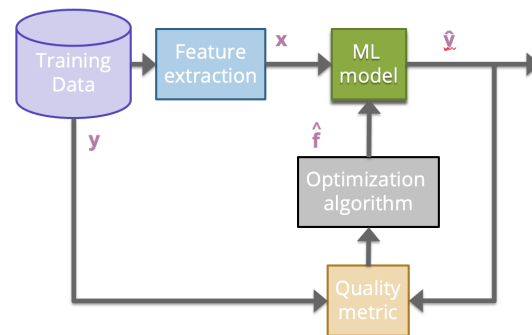 Training
Data
Feature
extraction
x
ML
model
ŷ
y
f̂
Optimization
algorithm
Quality
metric